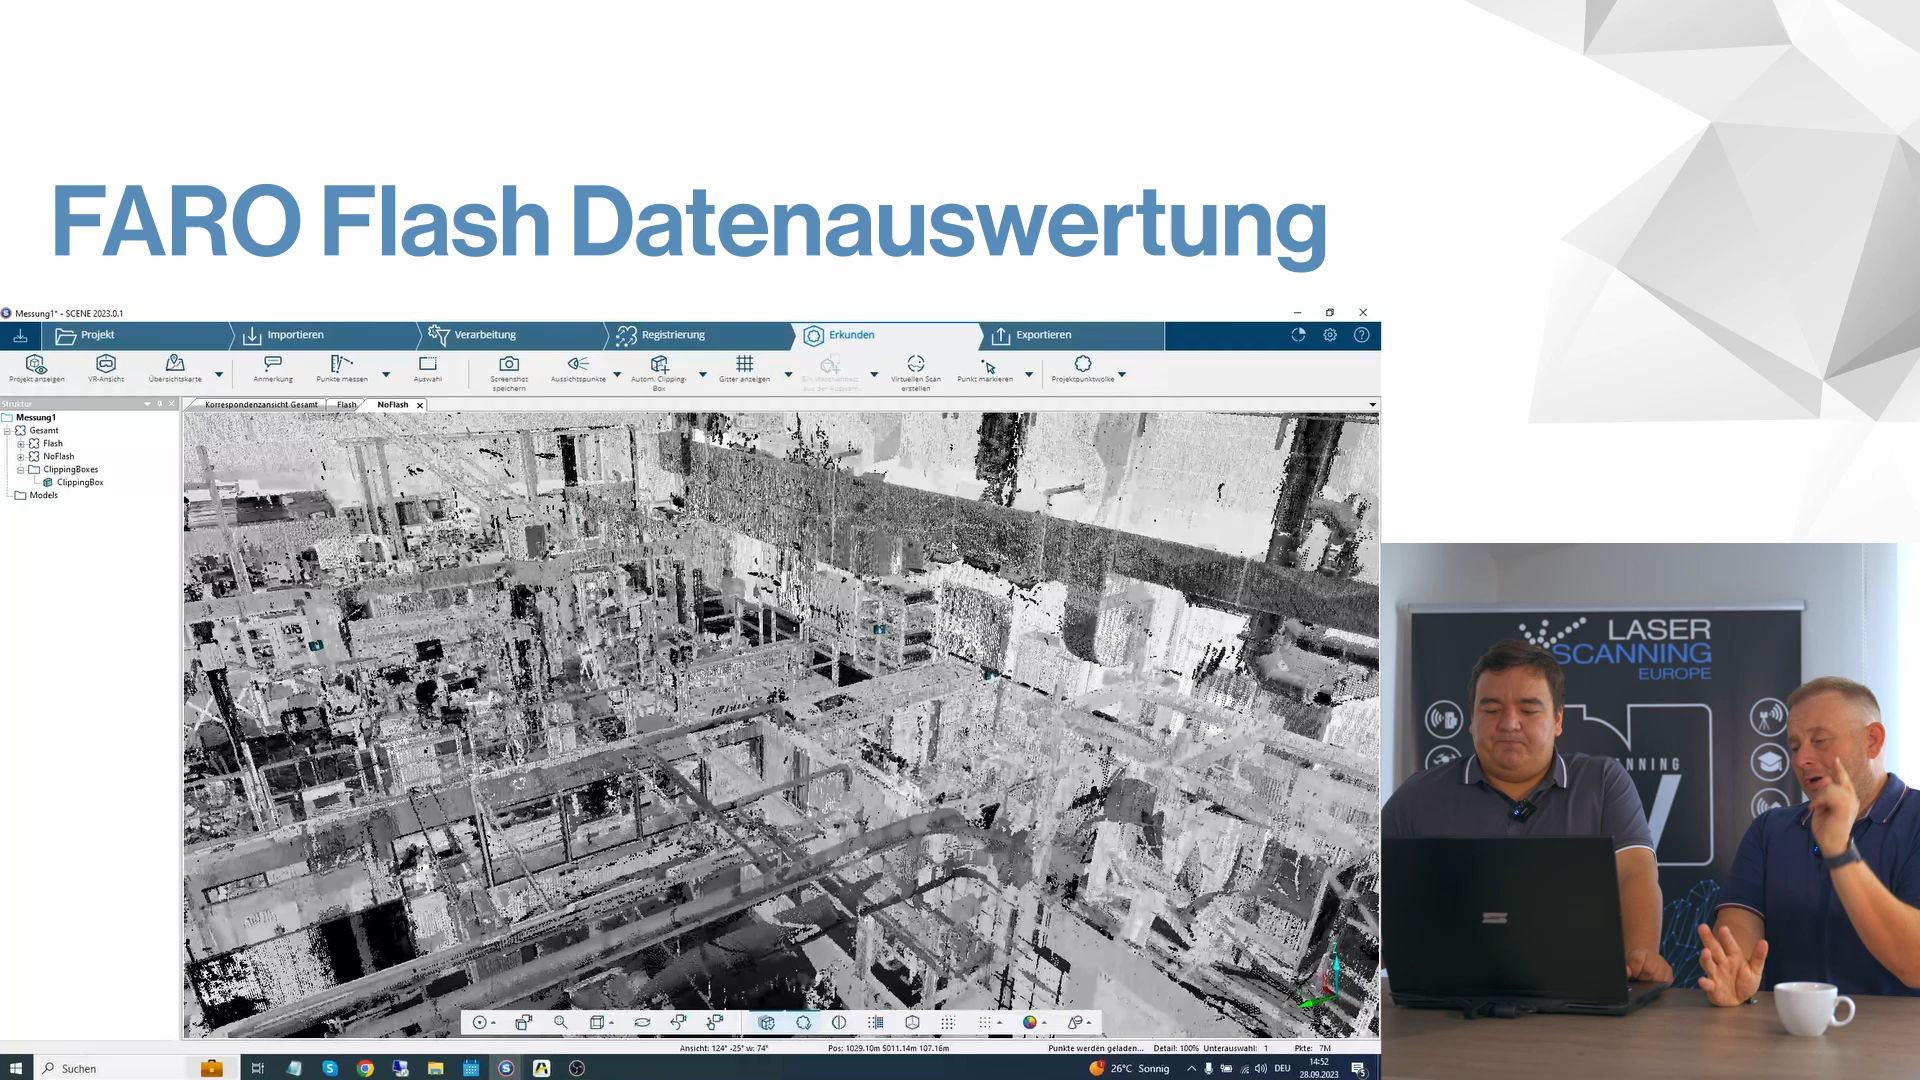 FARO Flash Datenauswertung
Messung1* - SCENE 2023.0.1
Projekt
Importieren
Verarbeitung
Registrierung
Erkunden
Exportieren
Projekt anzeigen
VR-Ansicht
Übersichtskarte
Anmerkung
Punkte messen
Auswahl
Screenshot speichern
Aussichtspunkte
Autom. Clipping-Box
Gitter anzeigen
Virtuellen Scan erstellen
Punkt markieren
Projektpunktwolke
Struktur
Korrespondenzansicht Gesamt
Flash
NoFlash
Messung1
Gesamt
Flash
NoFlash
ClippingBoxes
ClippingBox
Models
LASER
SCANNING
EUROPE
NNING
Ansicht: 124° -25° w: 74°
Pos: 1029.10m 5011.14m 107.16m
Punkte werden geladen...
Detail: 100%
Unterauswahl: 1
Pkte: 7M
Suchen
26°C Sonnig
DEU
14:52
28.09.2023